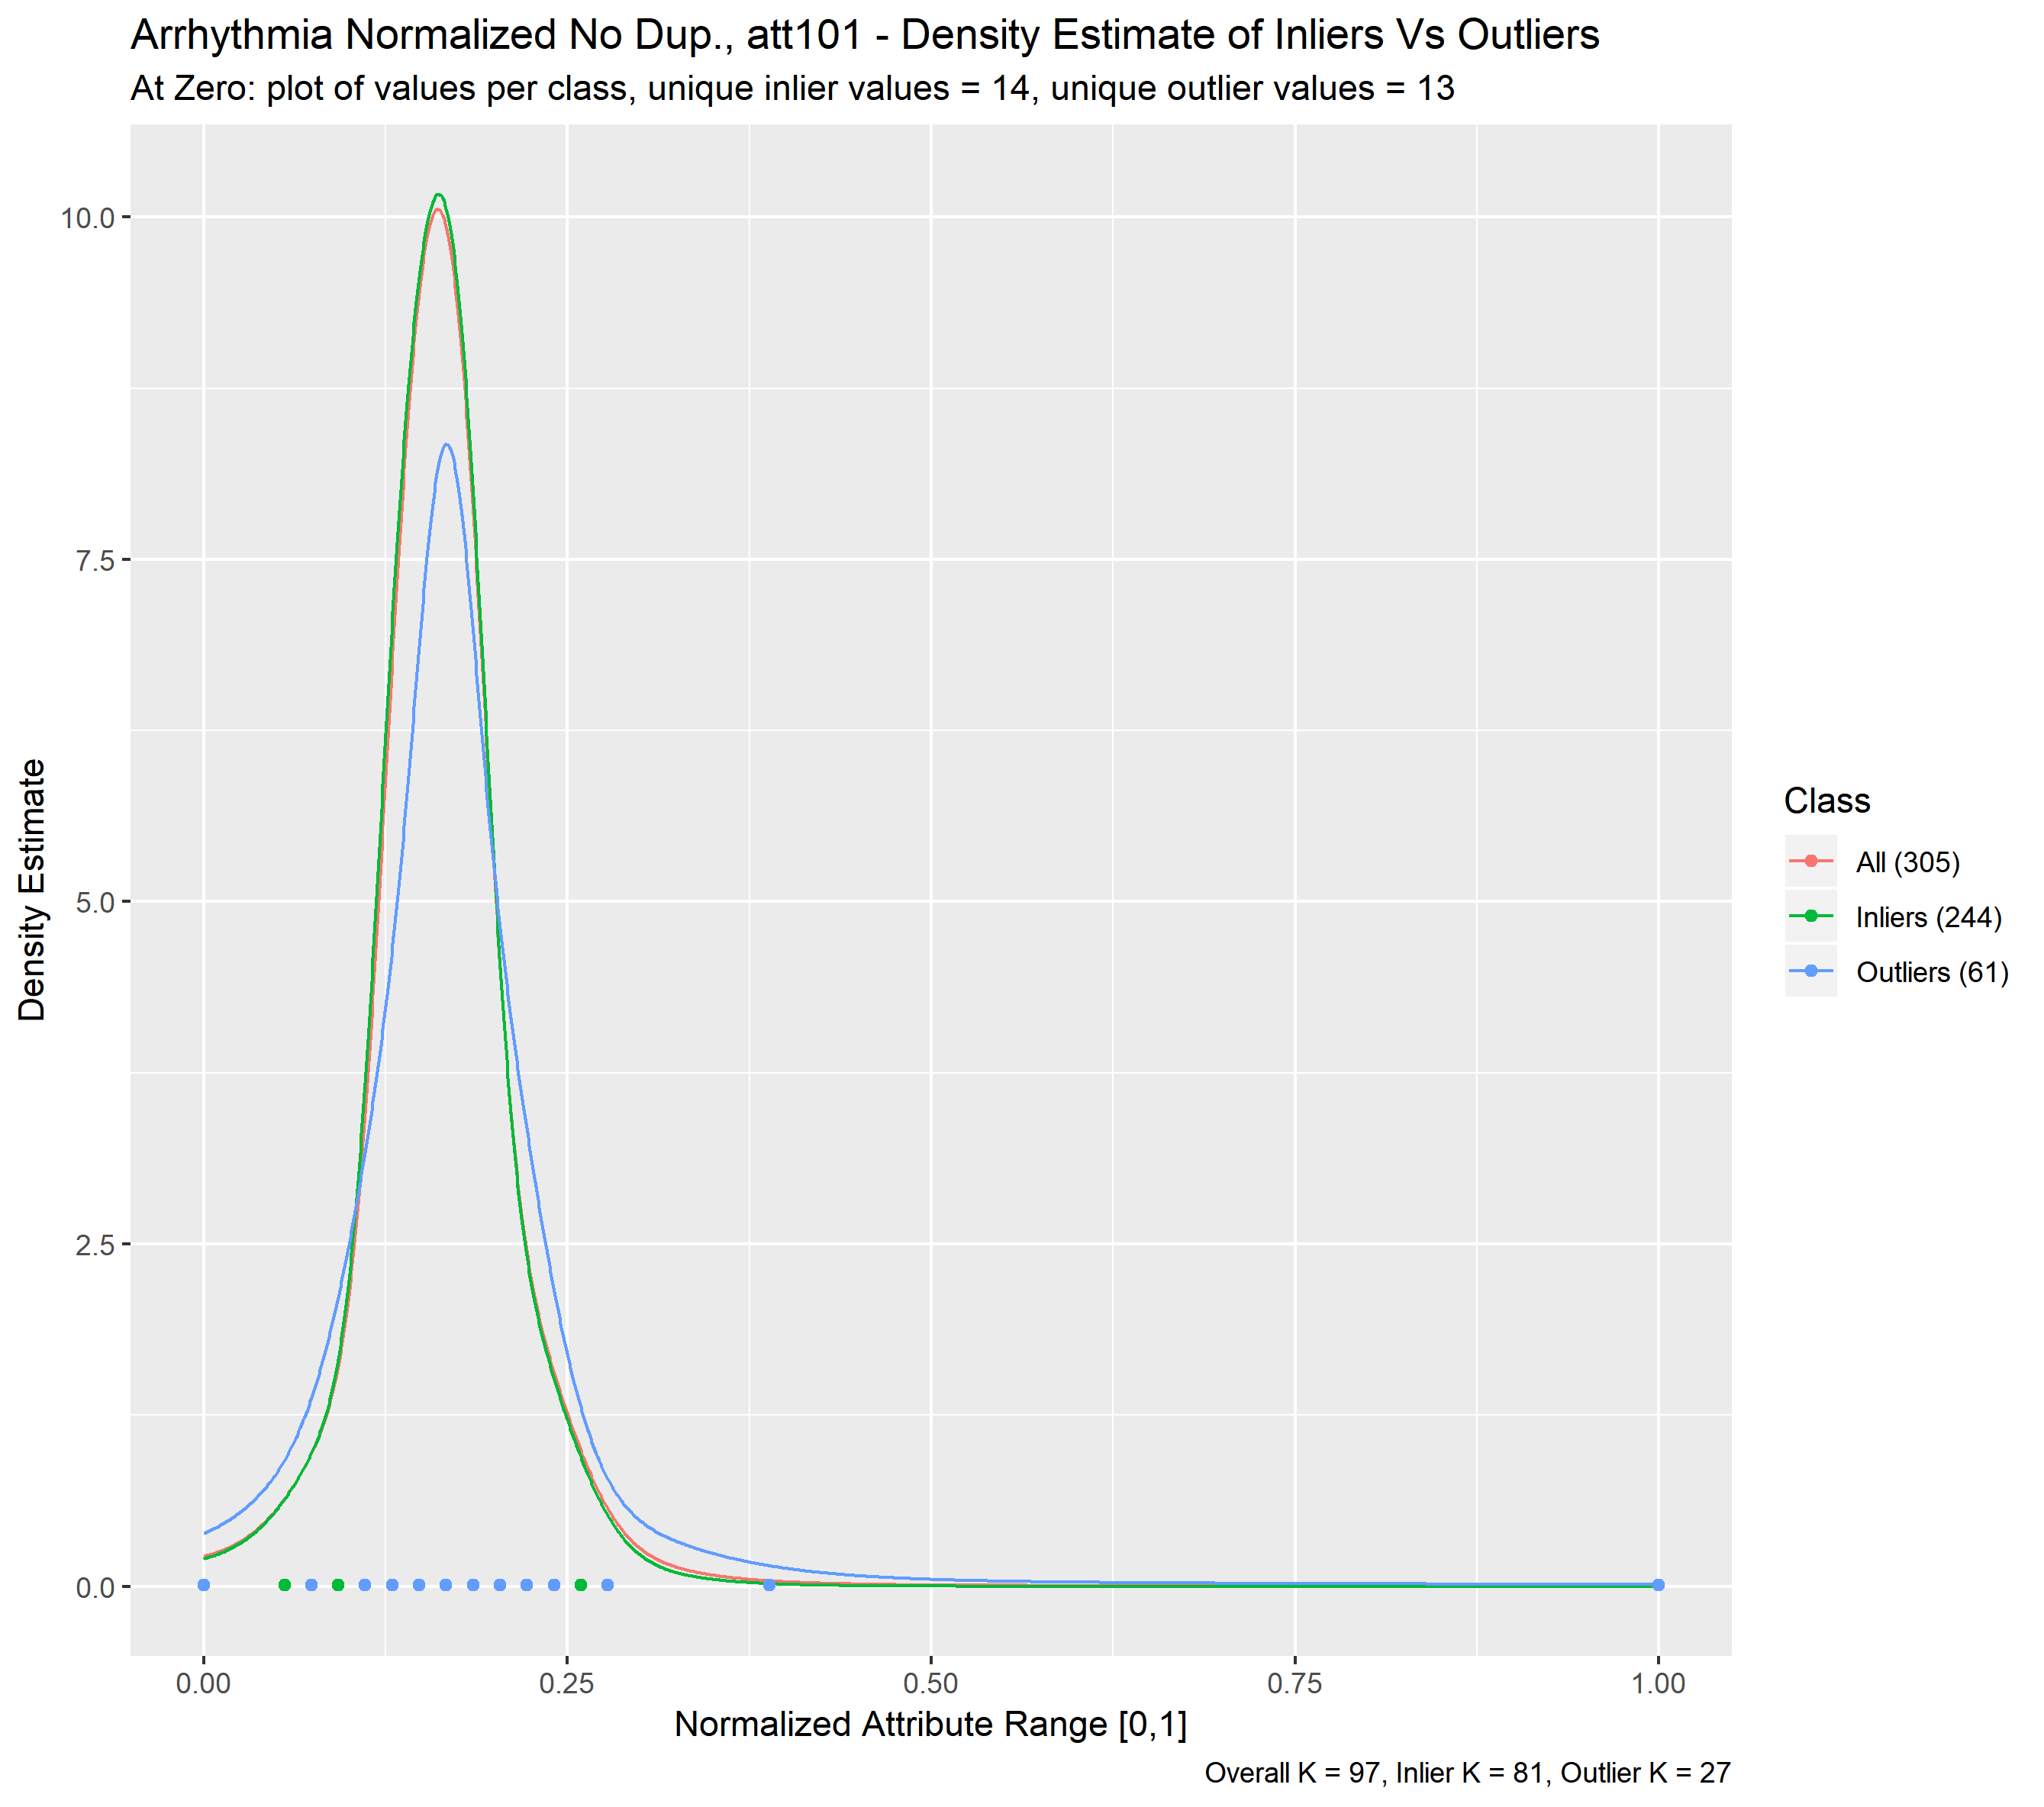 Arrhythmia Normalized No Dup., att101 - Density Estimate of Inliers Vs Outliers
At Zero: plot of values per class, unique inlier values = 14, unique outlier values = 13
10.0
7.5
5.0
2.5
0.0
Density Estimate
0.00 0.25 0.50 0.75 1.00
Normalized Attribute Range [0,1]
Class
All (305)
Inliers (244)
Outliers (61)
Overall K = 97, Inlier K = 81, Outlier K = 27